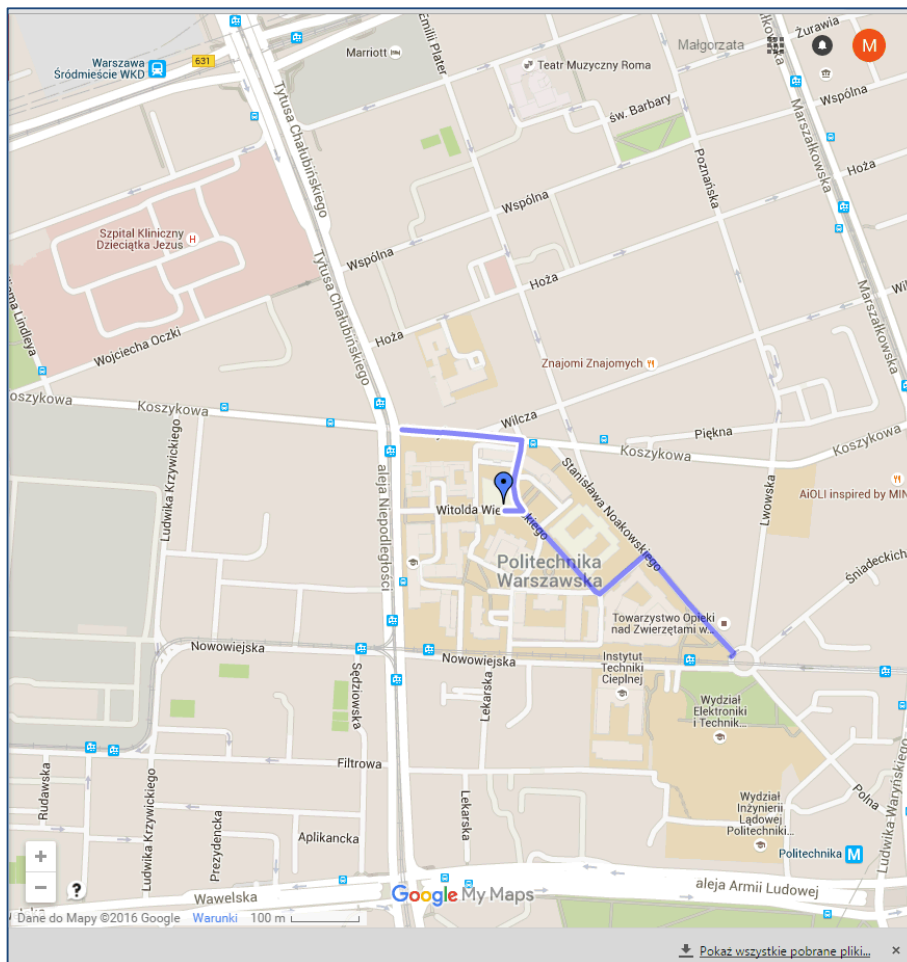 Żurawia
Małgorzata
M
Marriott
Emilii Plater
Teatr Muzyczny Roma
Warszawa
Śródmieście WKD
631
Tytusa Chałubińskiego
św. Barbary
Wspólna
Marszałkowska
Poznańska
Hoża
Szpital Kliniczny
Dzieciątka Jezus
H
Wspólna
Wspólna
Tytusa Chałubińskiego
Hoża
Marszałkowska
Wojciecha Oczki
Hoża
Znajomi Znajomych
Koszykowa
Wilcza
Piękna
Koszykowa
Koszykowa
Ludwika Krzywickiego
aleja Niepodległości
Stanisława Noakowskiego
Lwowska
AiOLI inspired by MIN
Witolda Wie
kiego
Politechnika
Warszawska
Śniadeckich
Towarzystwo Opieki
nad Zwierzętami w...
Nowowiejska
Nowowiejska
Instytut
Techniki
Cieplnej
Sędziowska
Lekarska
Wydział
Elektroniki
i Technik...
Filtrowa
Polna
Ludwika Waryńskiego
Rudawska
Ludwika Krzywickiego
Prezydencka
Aplikancka
Lekarska
Wydział
Inżynierii
Lądowej
Politechniki...
Politechnika M
+
−
?
Wawelska
Google My Maps
aleja Armii Ludowej
Dane do Mapy ©2016 Google Warunki 100 m
Pokaż wszystkie pobrane pliki... ×